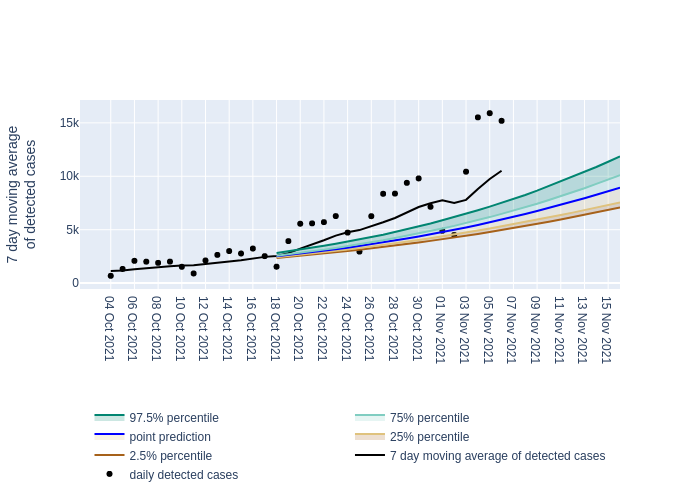 7 day moving average
of detected cases
15k
10k
5k
0
04 Oct 2021
06 Oct 2021
08 Oct 2021
10 Oct 2021
12 Oct 2021
14 Oct 2021
16 Oct 2021
18 Oct 2021
20 Oct 2021
22 Oct 2021
24 Oct 2021
26 Oct 2021
28 Oct 2021
30 Oct 2021
01 Nov 2021
03 Nov 2021
05 Nov 2021
07 Nov 2021
09 Nov 2021
11 Nov 2021
13 Nov 2021
15 Nov 2021
97.5% percentile
75% percentile
point prediction
25% percentile
2.5% percentile
7 day moving average of detected cases
daily detected cases